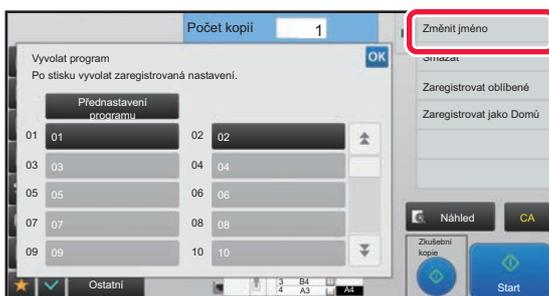 Počet kopií 1
Změnit jméno
Vyvolat program
OK
Smazat
Po stisku vyvolat zaregistrovaná nastavení.
Zaregistrovat oblíbené
Přednastavení
programu
Zaregistrovat jako Domů
01 01
02 02
03 03
04 04
05 05
06 06
07 07
08 08
09 09
10 10
Náhled
CA
Zkušební
kopie
Ostatní
3 B4
4 A3
A4
Start